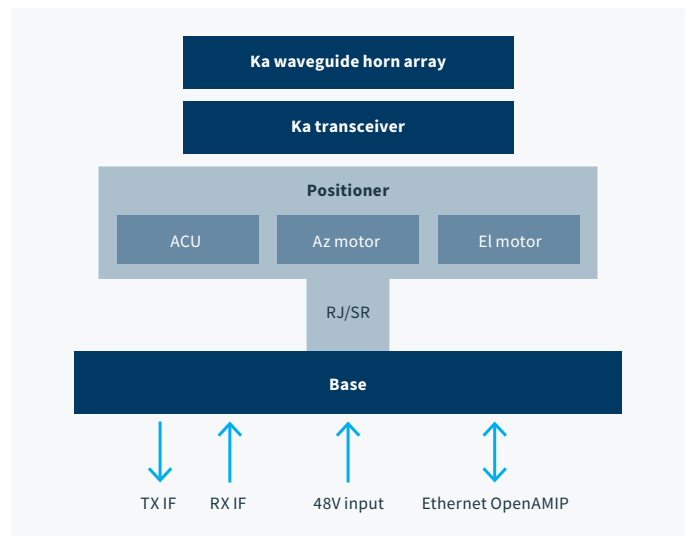 Ka waveguide horn array
Ka transceiver
Positioner
ACU
Az motor
El motor
RJ/SR
Base
TX IF
RX IF
48V input
Ethernet OpenAMIP